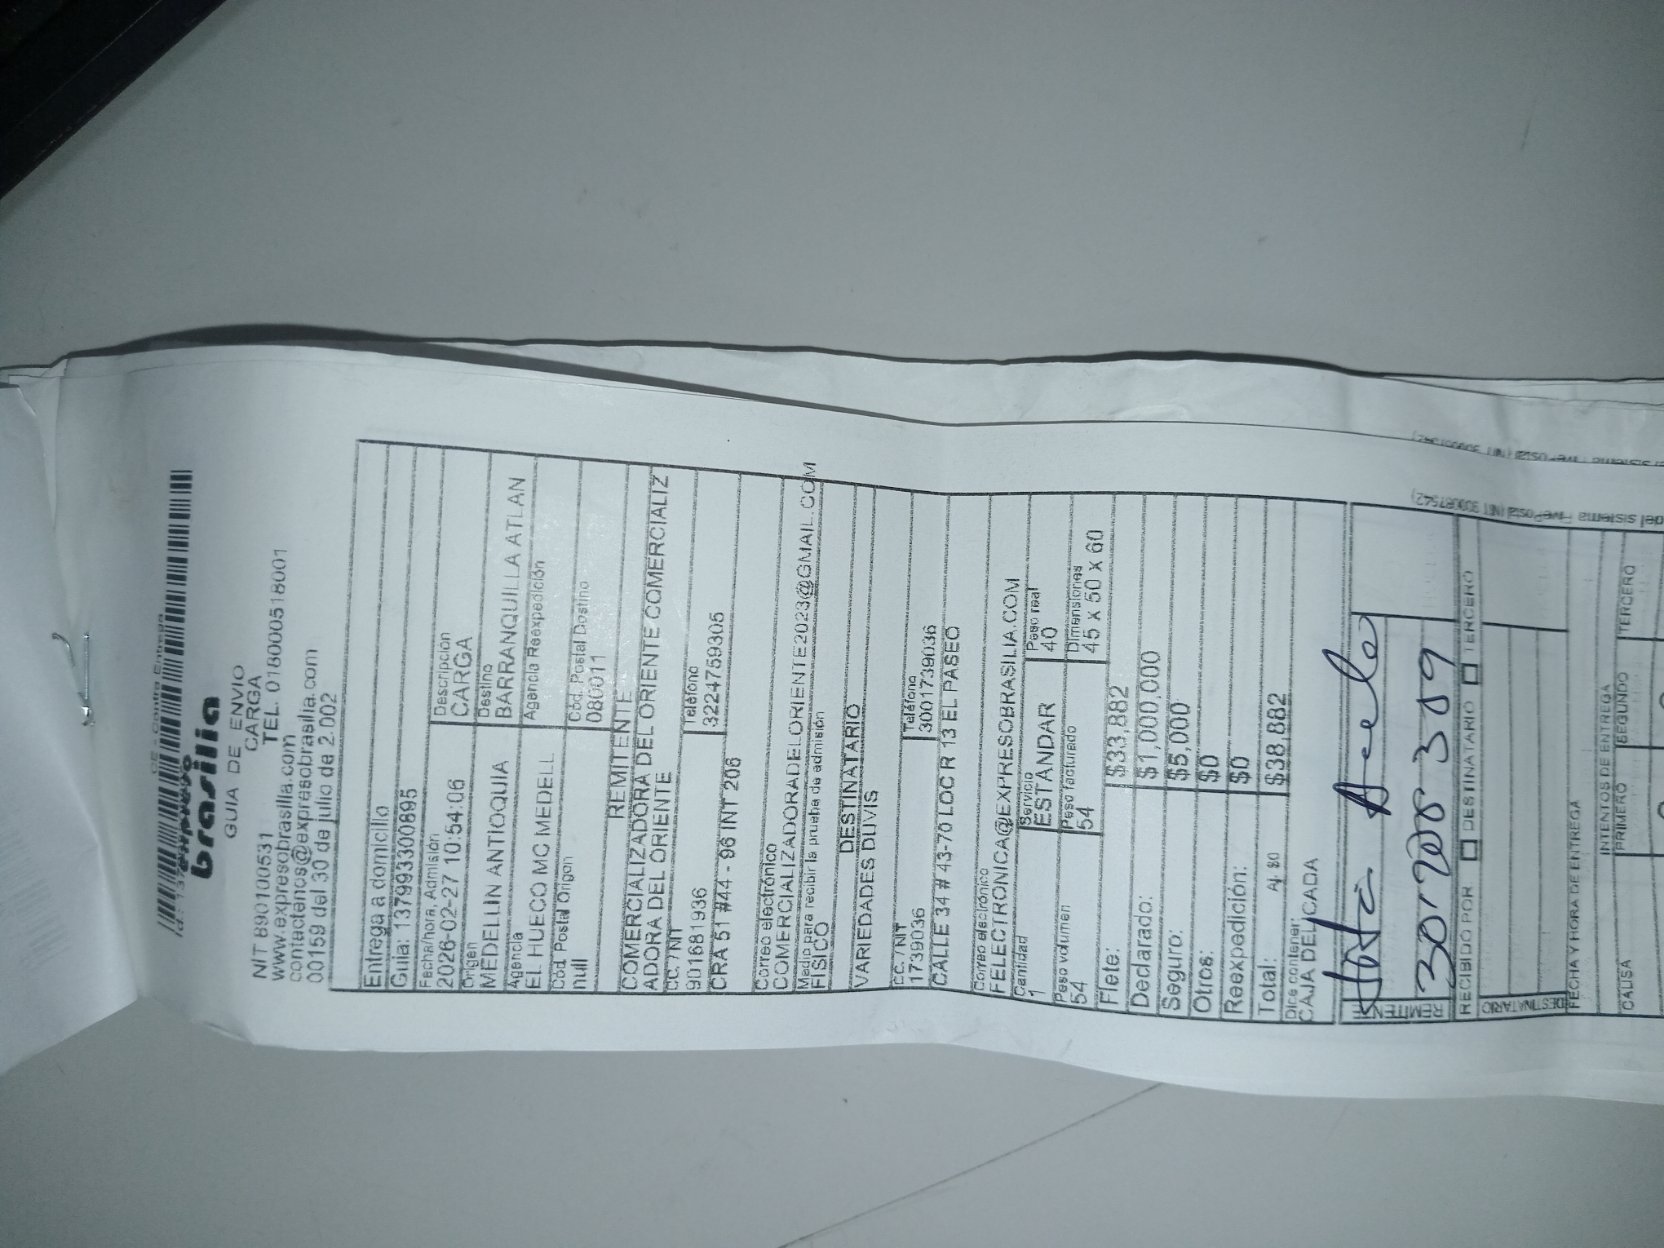 CE - Contra Entrega
expreso
brasilia
GUIA DE ENVIO
CARGA
NIT 890100531 TEL. 018000518001
www.expresobrasilia.com
contactenos@expresobrasilia.com
00159 del 30 de julio de 2.002
Entrega a domicilio
Guia: 137993300895
Fecha/hora. Admisión Descripción
2026-02-27 10:54:06 CARGA
Origen Destino
MEDELLIN ANTIOQUIA BARRANQUILLA ATLAN
Agencia Agencia Reexpedición
EL HUECO MC MEDELL
Cód. Postal Origen Cód. Postal Destino
null 080011
REMITENTE
COMERCIALIZADORA DEL ORIENTE COMERCIALIZ
ADORA DEL ORIENTE
CC. / NIT Teléfono
901681936 3224759305
CRA 51 #44 - 96 INT 206
Correo electrónico
COMERCIALIZADORADELORIENTE2023@GMAIL.COM
Medio para recibir la prueba de admisión
FISICO
DESTINATARIO
VARIEDADES DUVIS
CC. / NIT Teléfono
1739036 3001739036
CALLE 34 # 43-70 LOC R 13 EL PASEO
Correo electrónico
FELECTRONICA@EXPRESOBRASILIA.COM
Cantidad Servicio Peso real
1 ESTANDAR 40
Peso volumen Peso facturado Dimensiones
54 54 45 x 50 x 60
Flete: $33,882
Declarado: $1,000,000
Seguro: $5,000
Otros: $0
Reexpedición: $0
Total: Aj. $0 $38,882
Dice contener:
CAJA DELICADA
REMITENTE
RECIBIDO POR DESTINATARIO TERCERO
DESTINATARIO
FECHA Y HORA DE ENTREGA
INTENTOS DE ENTREGA
CAUSA PRIMERO SEGUNDO TERCERO